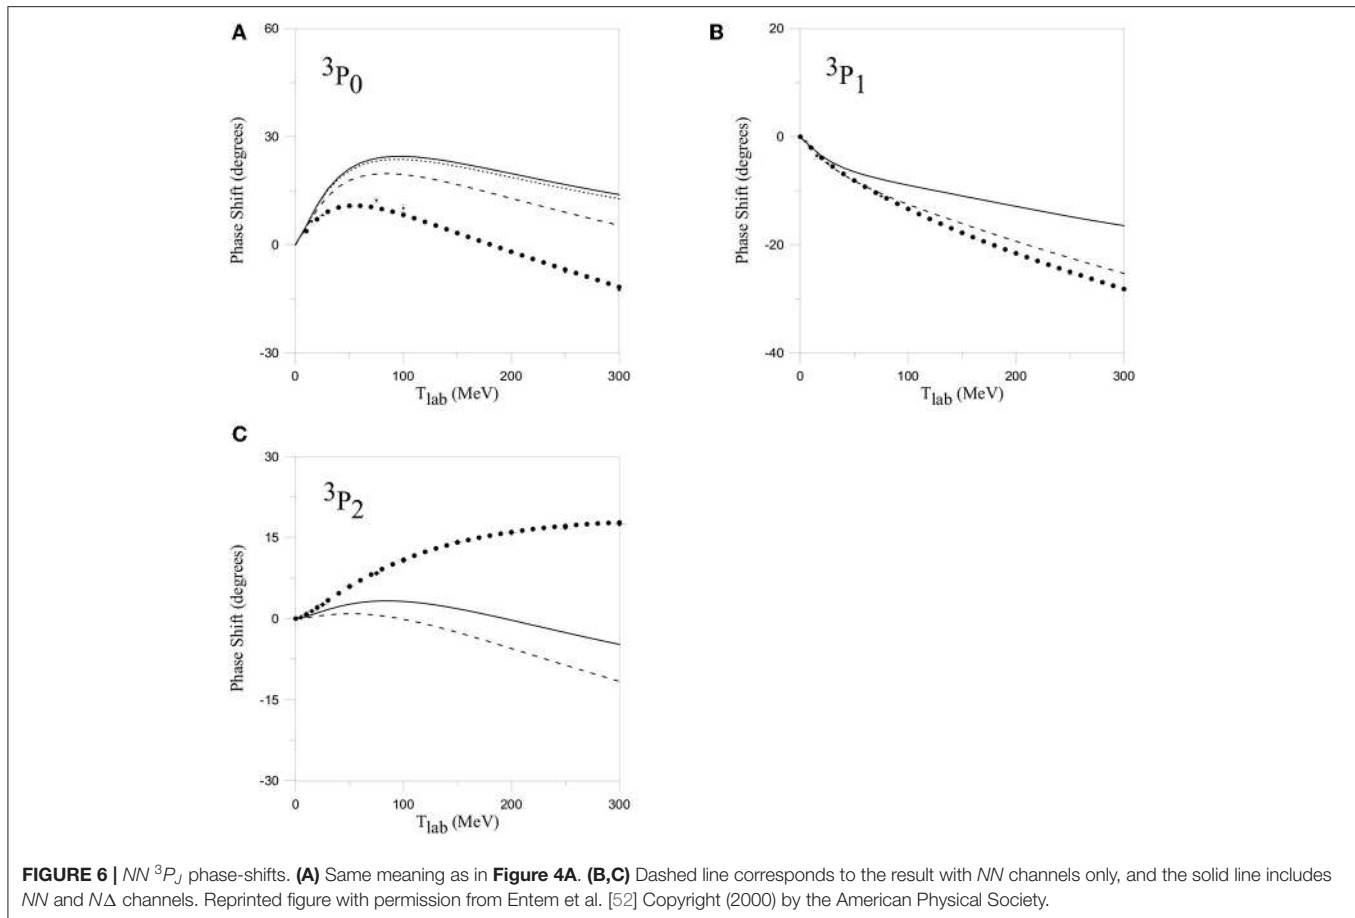 A
60
30
0
-30
³P₀
Phase Shift (degrees)
0
100
200
300
T_lab (MeV)
B
20
0
-20
-40
³P₁
Phase Shift (degrees)
0
100
200
300
T_lab (MeV)
C
30
15
0
-15
-30
³P₂
Phase Shift (degrees)
0
100
200
300
T_lab (MeV)
FIGURE 6 | NN ³P_J phase-shifts. (A) Same meaning as in Figure 4A. (B,C) Dashed line corresponds to the result with NN channels only, and the solid line includes
NN and NΔ channels. Reprinted figure with permission from Entem et al. [52] Copyright (2000) by the American Physical Society.